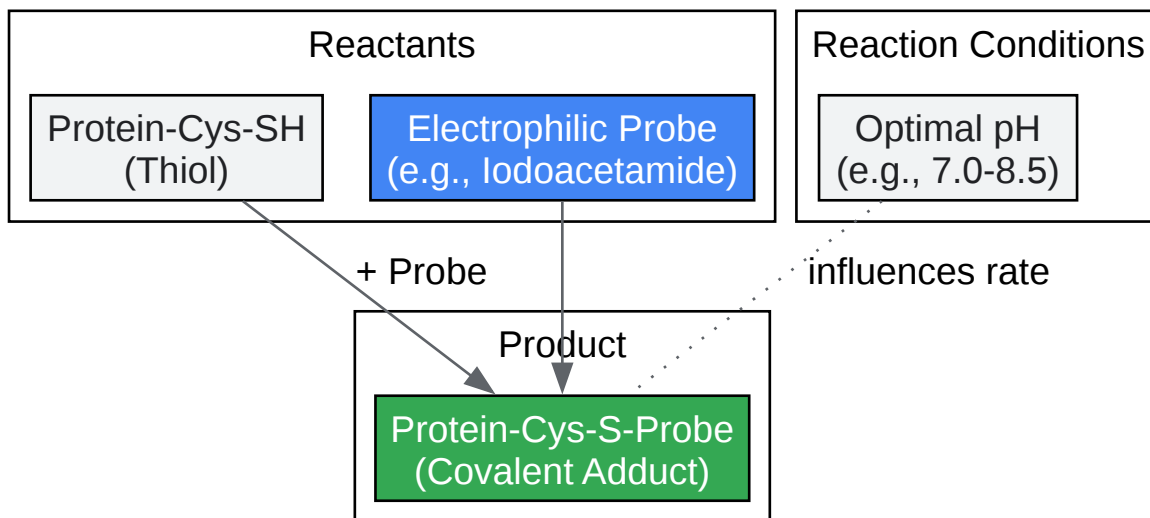 Reactants
Reaction Conditions
Protein-Cys-SH
(Thiol)
Electrophilic Probe
(e.g., Iodoacetamide)
Optimal pH
(e.g., 7.0-8.5)
+ Probe
influences rate
Product
Protein-Cys-S-Probe
(Covalent Adduct)